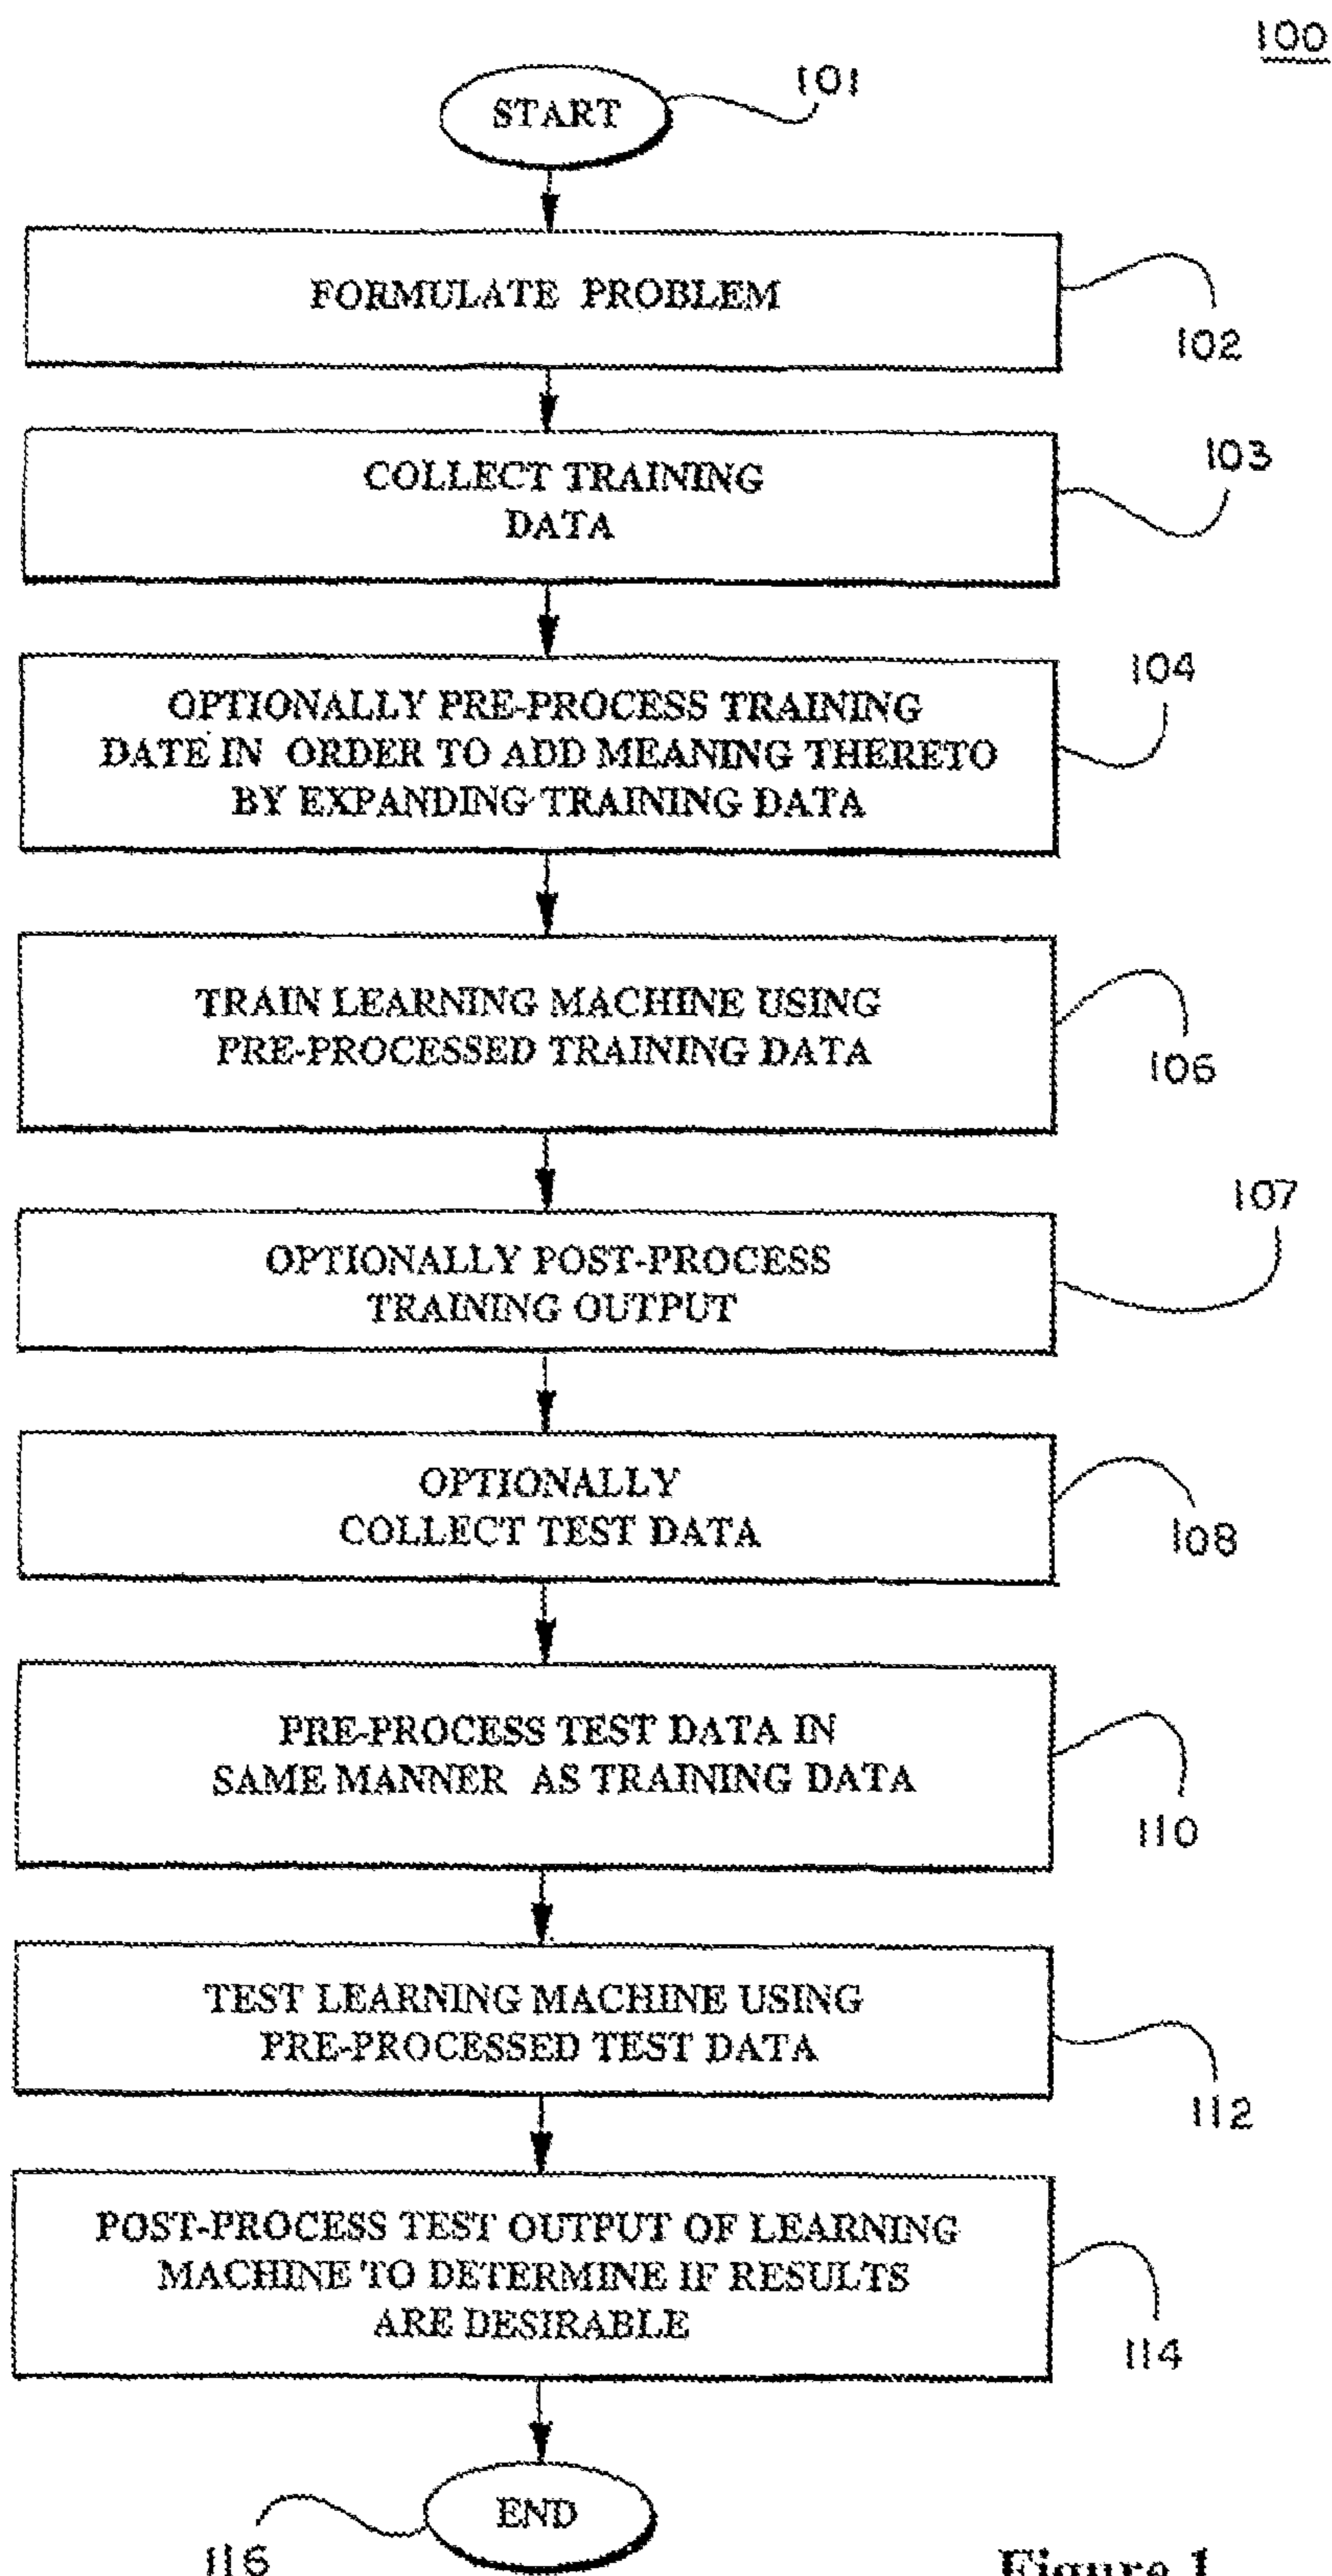 100
START
101
FORMULATE PROBLEM
102
COLLECT TRAINING
DATA
103
OPTIONALLY PRE-PROCESS TRAINING
DATE IN ORDER TO ADD MEANING THERETO
BY EXPANDING TRAINING DATA
104
TRAIN LEARNING MACHINE USING
PRE-PROCESSED TRAINING DATA
106
OPTIONALLY POST-PROCESS
TRAINING OUTPUT
107
OPTIONALLY
COLLECT TEST DATA
108
PRE-PROCESS TEST DATA IN
SAME MANNER AS TRAINING DATA
110
TEST LEARNING MACHINE USING
PRE-PROCESSED TEST DATA
112
POST-PROCESS TEST OUTPUT OF LEARNING
MACHINE TO DETERMINE IF RESULTS
ARE DESIRABLE
114
END
116
Figure 1